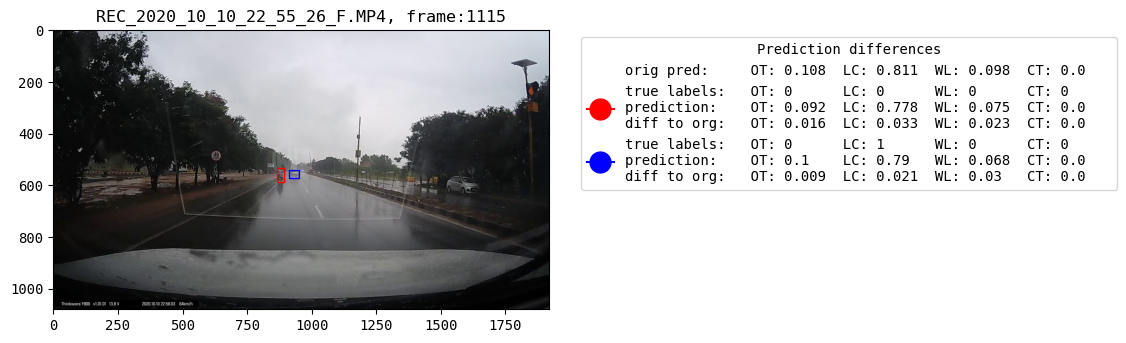 REC_2020_10_10_22_55_26_F.MP4, frame:1115
0
200
400
600
800
1000
0 250 500 750 1000 1250 1500 1750
Prediction differences
orig pred: OT: 0.108 LC: 0.811 WL: 0.098 CT: 0.0
true labels: OT: 0 LC: 0 WL: 0 CT: 0
prediction: OT: 0.092 LC: 0.778 WL: 0.075 CT: 0.0
diff to org: OT: 0.016 LC: 0.033 WL: 0.023 CT: 0.0
true labels: OT: 0 LC: 1 WL: 0 CT: 0
prediction: OT: 0.1 LC: 0.79 WL: 0.068 CT: 0.0
diff to org: OT: 0.009 LC: 0.021 WL: 0.03 CT: 0.0